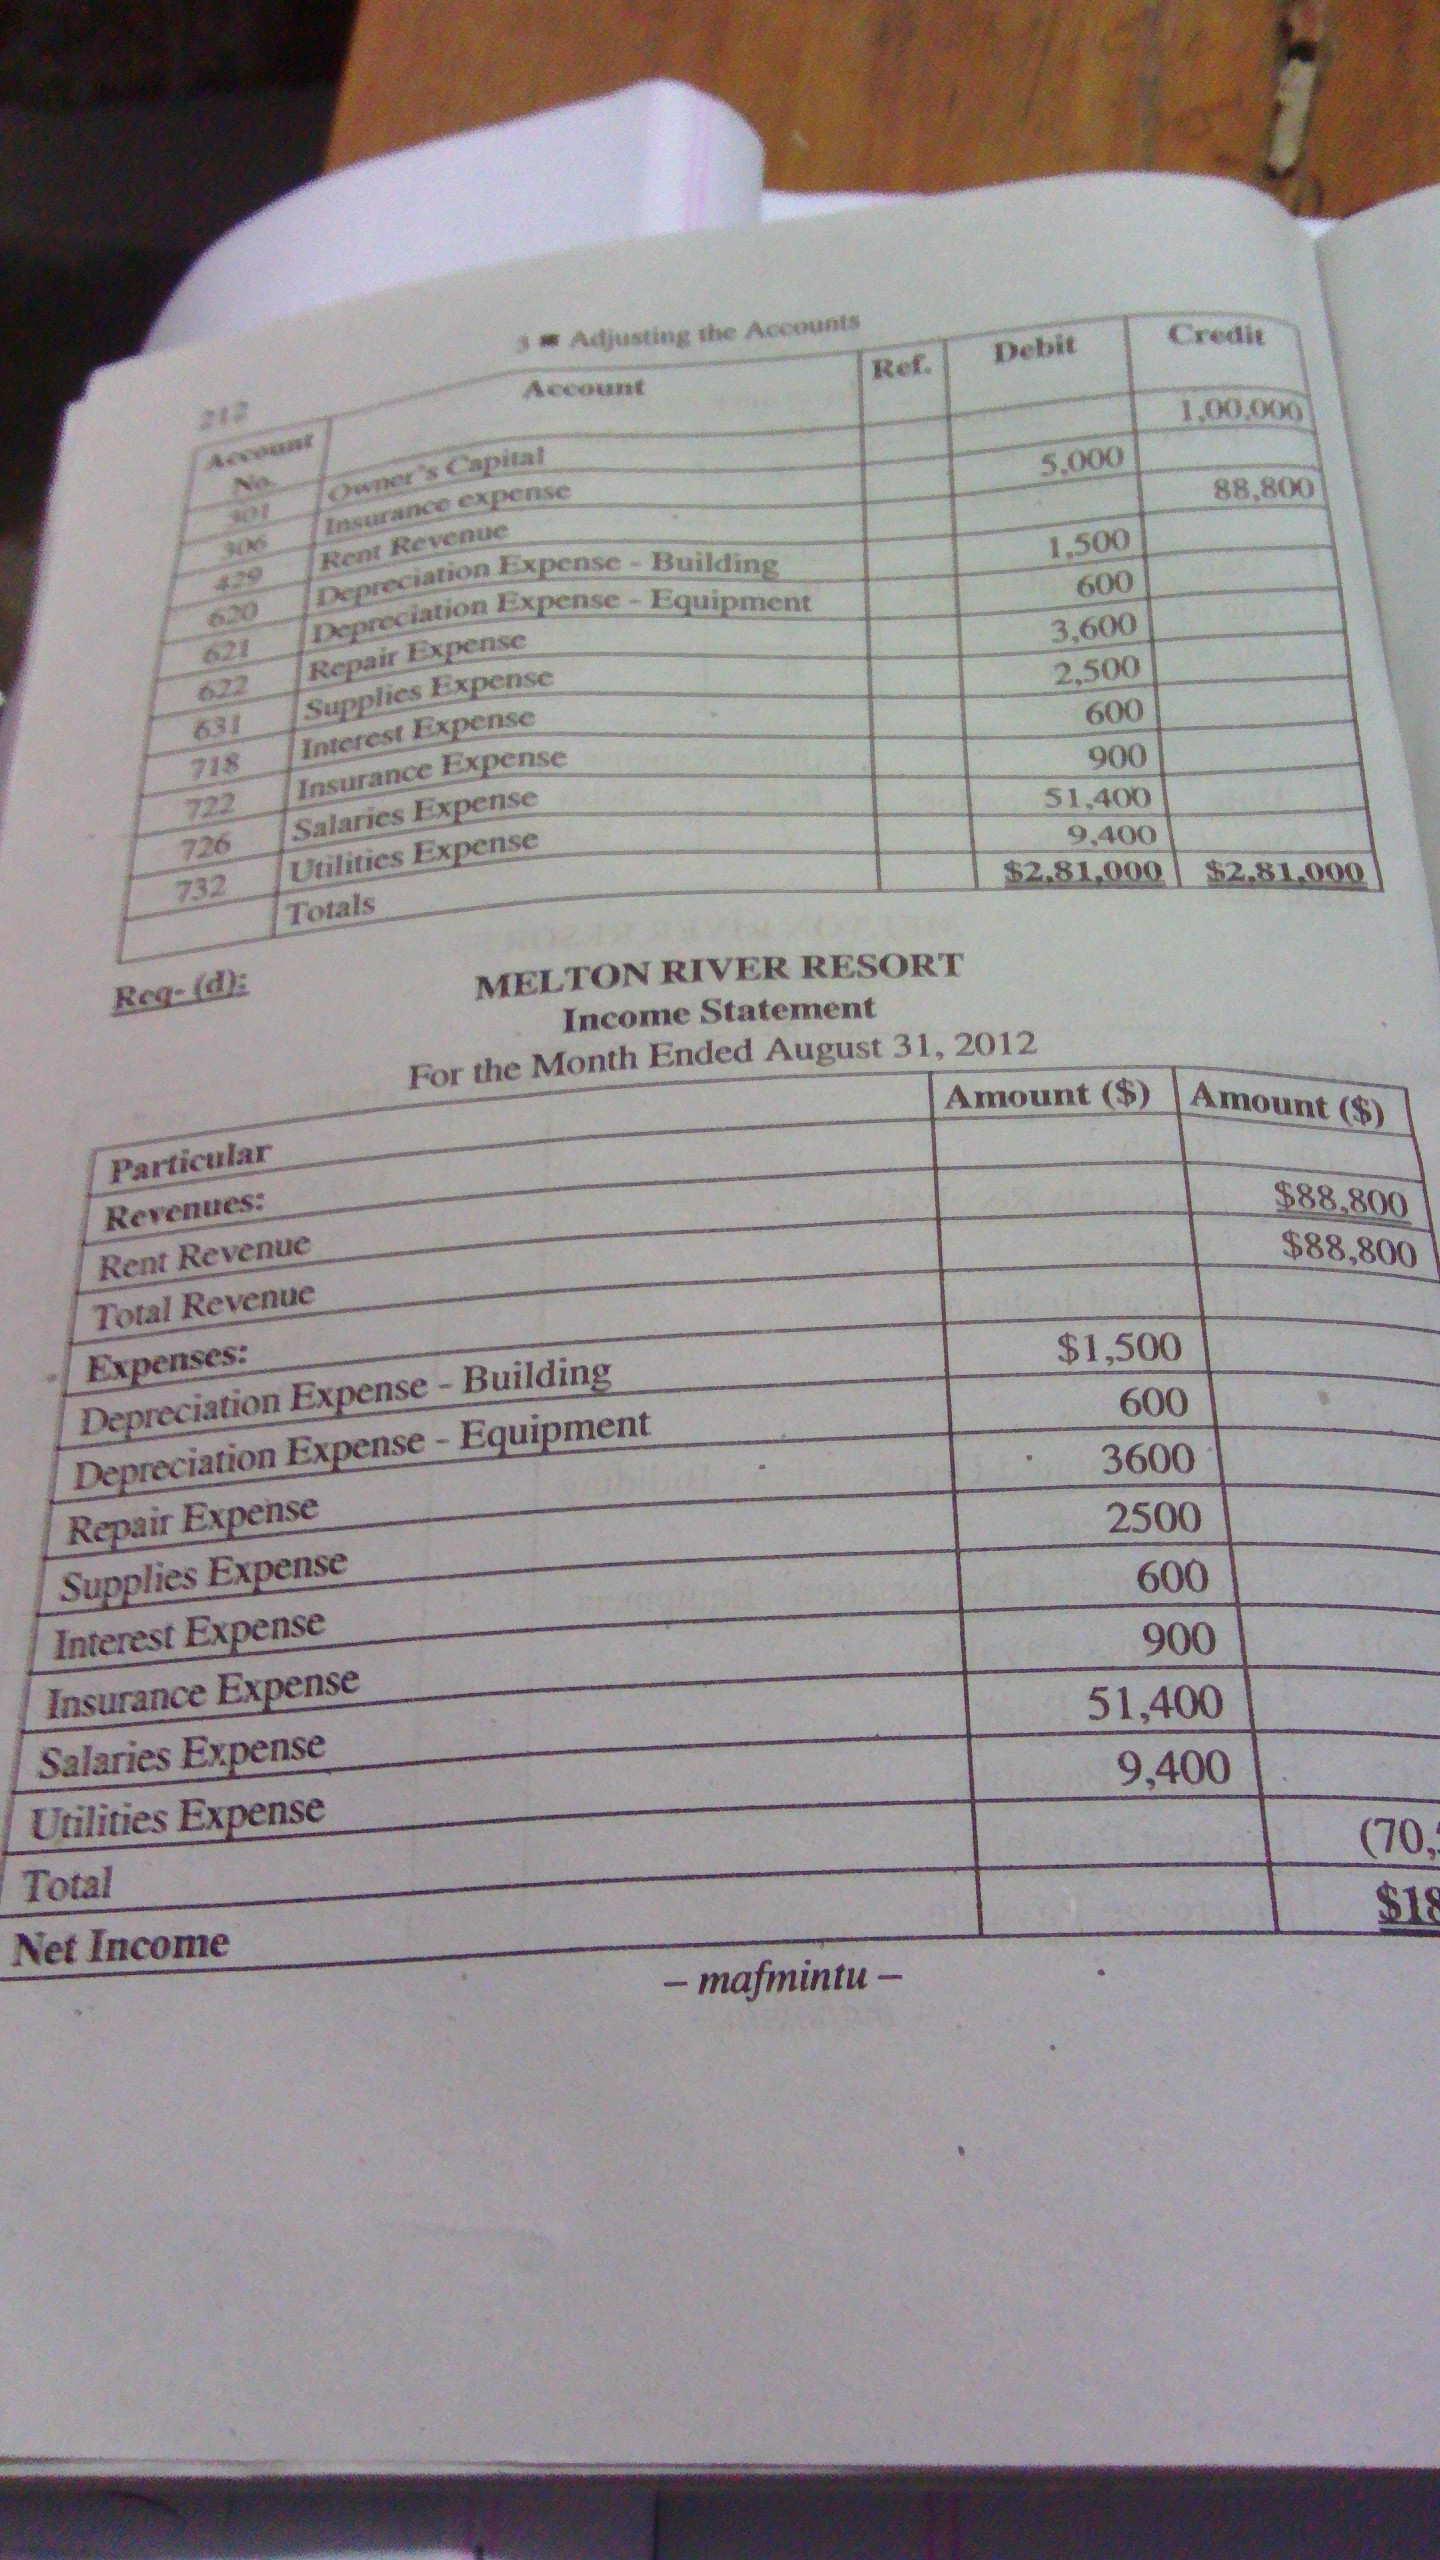 212
3 Adjusting the Accounts
Account No. Account Ref. Debit Credit
301 Owner's Capital 1,00,000
306 Insurance expense 5,000
429 Rent Revenue 88,800
620 Depreciation Expense - Building 1,500
621 Depreciation Expense - Equipment 600
622 Repair Expense 3,600
631 Supplies Expense 2,500
718 Interest Expense 600
722 Insurance Expense 900
726 Salaries Expense 51,400
732 Utilities Expense 9,400
Totals $2,81,000 $2,81,000
Req- (d):
MELTON RIVER RESORT
Income Statement
For the Month Ended August 31, 2012
Particular Amount ($) Amount ($)
Revenues:
Rent Revenue $88,800
Total Revenue $88,800
Expenses:
Depreciation Expense - Building $1,500
Depreciation Expense - Equipment 600
Repair Expense 3600
Supplies Expense 2500
Interest Expense 600
Insurance Expense 900
Salaries Expense 51,400
Utilities Expense 9,400
Total (70,
Net Income $18
– mafmintu –